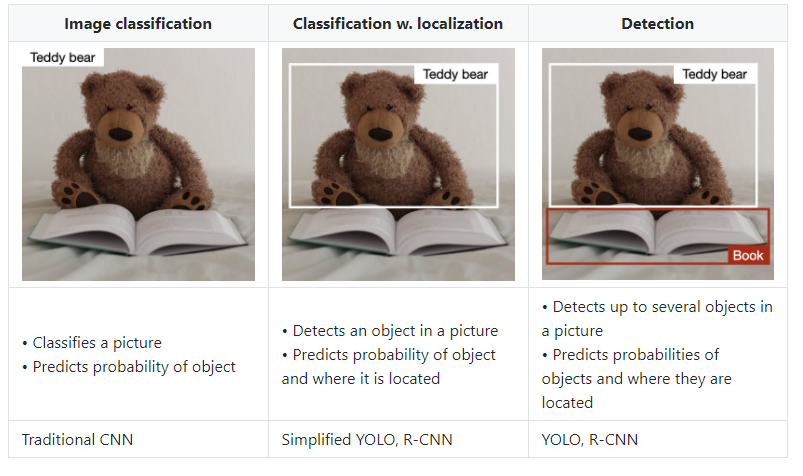 Image classification
Classification w. localization
Detection
Teddy bear
Teddy bear
Teddy bear
Book
• Classifies a picture
• Predicts probability of object
• Detects an object in a picture
• Predicts probability of object
and where it is located
• Detects up to several objects in
a picture
• Predicts probabilities of
objects and where they are
located
Traditional CNN
Simplified YOLO, R-CNN
YOLO, R-CNN